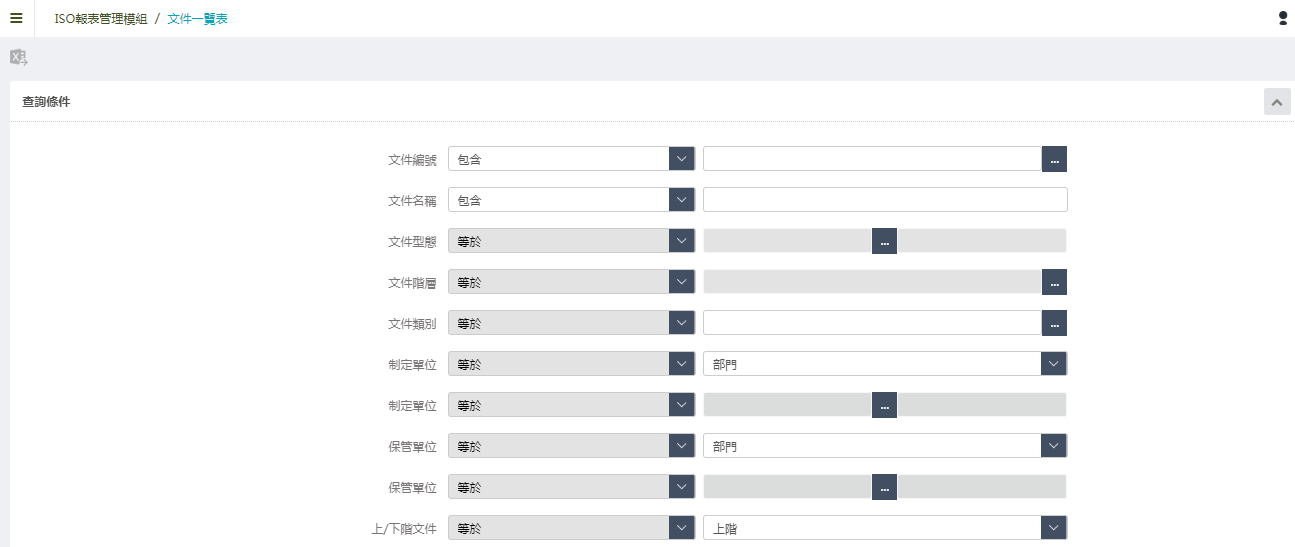 ISO報表管理模組 / 文件一覽表
查詢條件
文件編號 包含 ...
文件名稱 包含
文件型態 等於 ...
文件階層 等於 ...
文件類別 等於 ...
制定單位 等於 部門
制定單位 等於 ...
保管單位 等於 部門
保管單位 等於 ...
上/下階文件 等於 上階